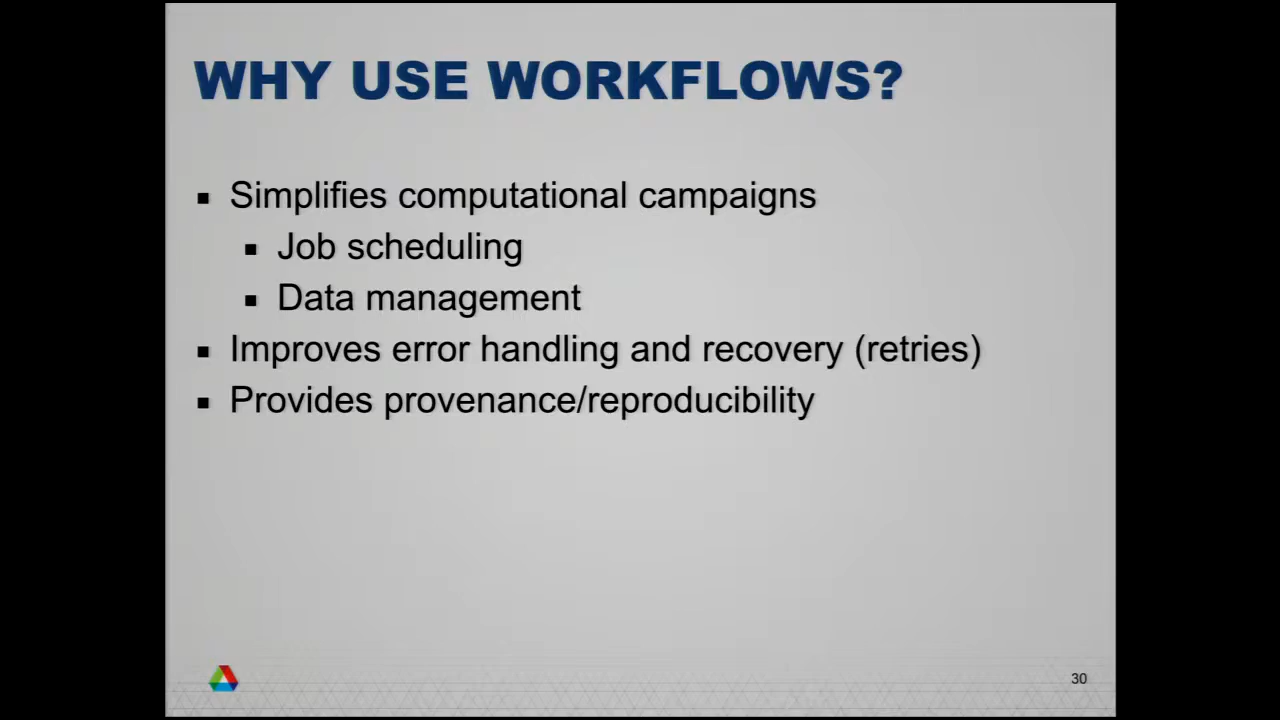 WHY USE WORKFLOWS?
▪ Simplifies computational campaigns
▪ Job scheduling
▪ Data management
▪ Improves error handling and recovery (retries)
▪ Provides provenance/reproducibility
30